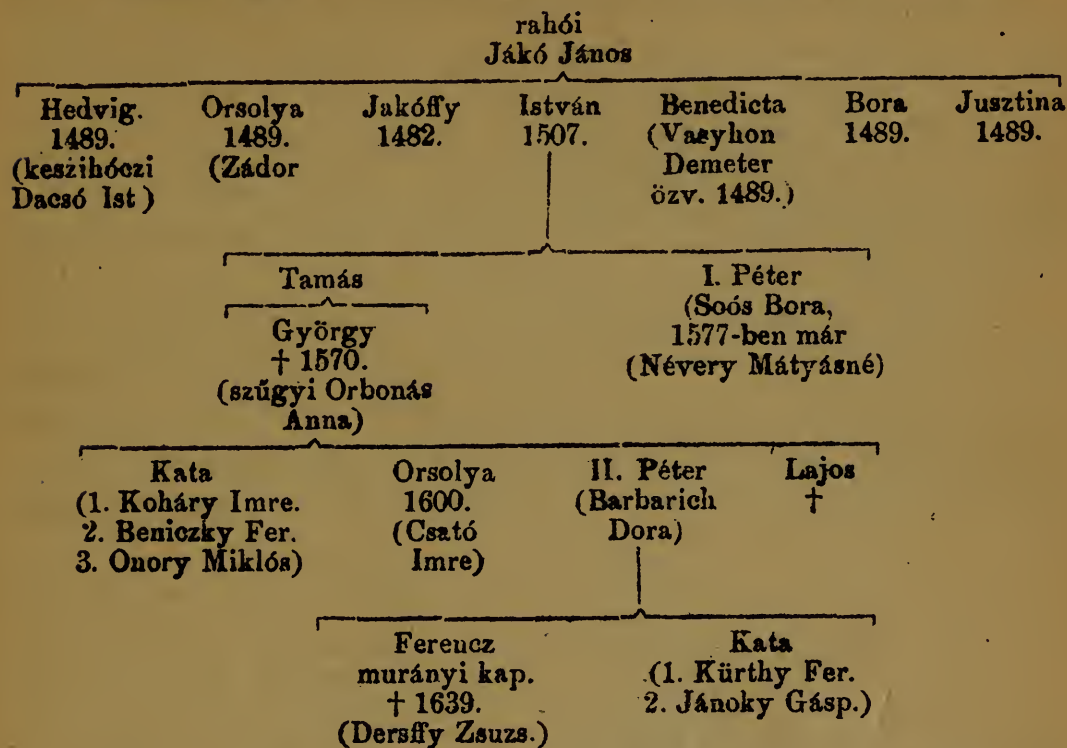 rahói
Jákó János
Hedvig. Orsolya Jakóffy István Benedicta Bora Jusztina
1489. 1489. 1482. 1507. (Vasyhon 1489. 1489.
(keszihóczi (Zádor Demeter
Dacsó Ist) özv. 1489.)
Tamás I. Péter
György (Soós Bora,
† 1570. 1577-ben már
(szűgyi Orbonás (Névery Mátyásné)
Anna)
Kata Orsolya II. Péter Lajos
(1. Koháry Imre. 1600. (Barbarich †
2. Beniczky Fer. (Csató Dora)
3. Onory Miklós) Imre)
Ferencz Kata
murányi kap. (1. Kürthy Fer.
† 1639. 2. Jánoky Gásp.)
(Dersffy Zsuzs.)